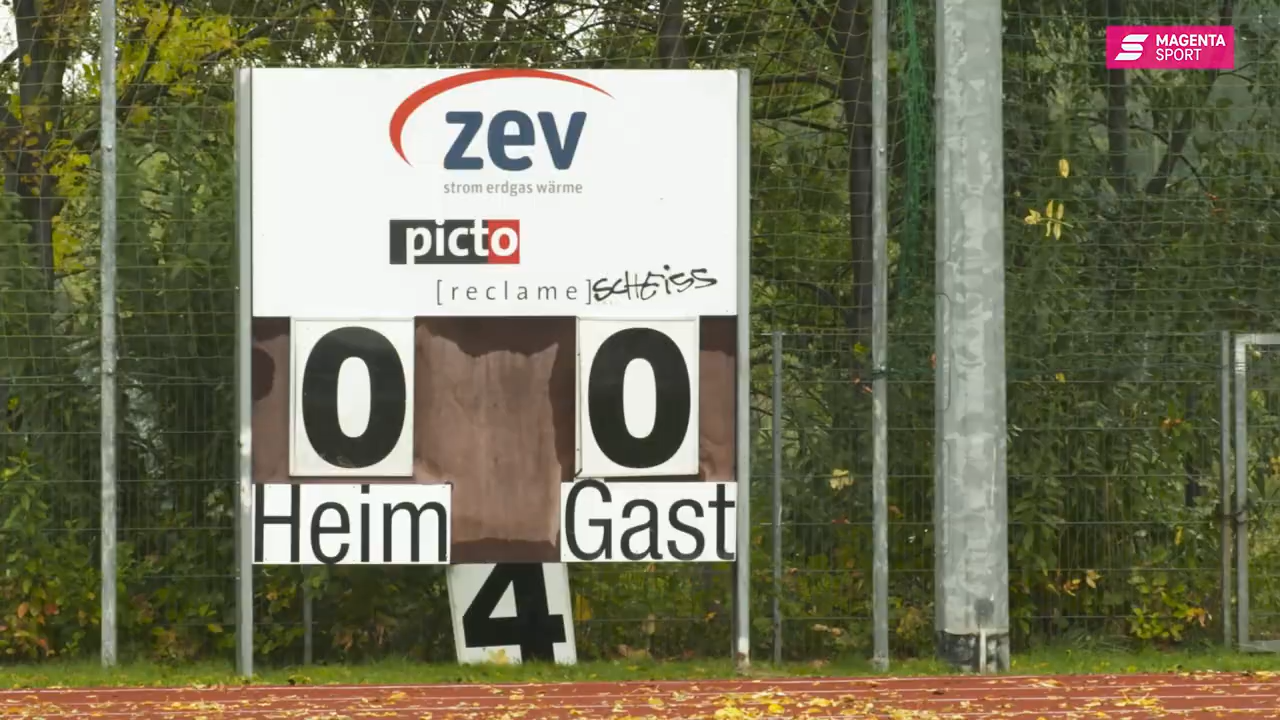 MAGENTA
SPORT
zev
strom erdgas wärme
picto
[reclame]SCHEISS
0 0
Heim Gast
4